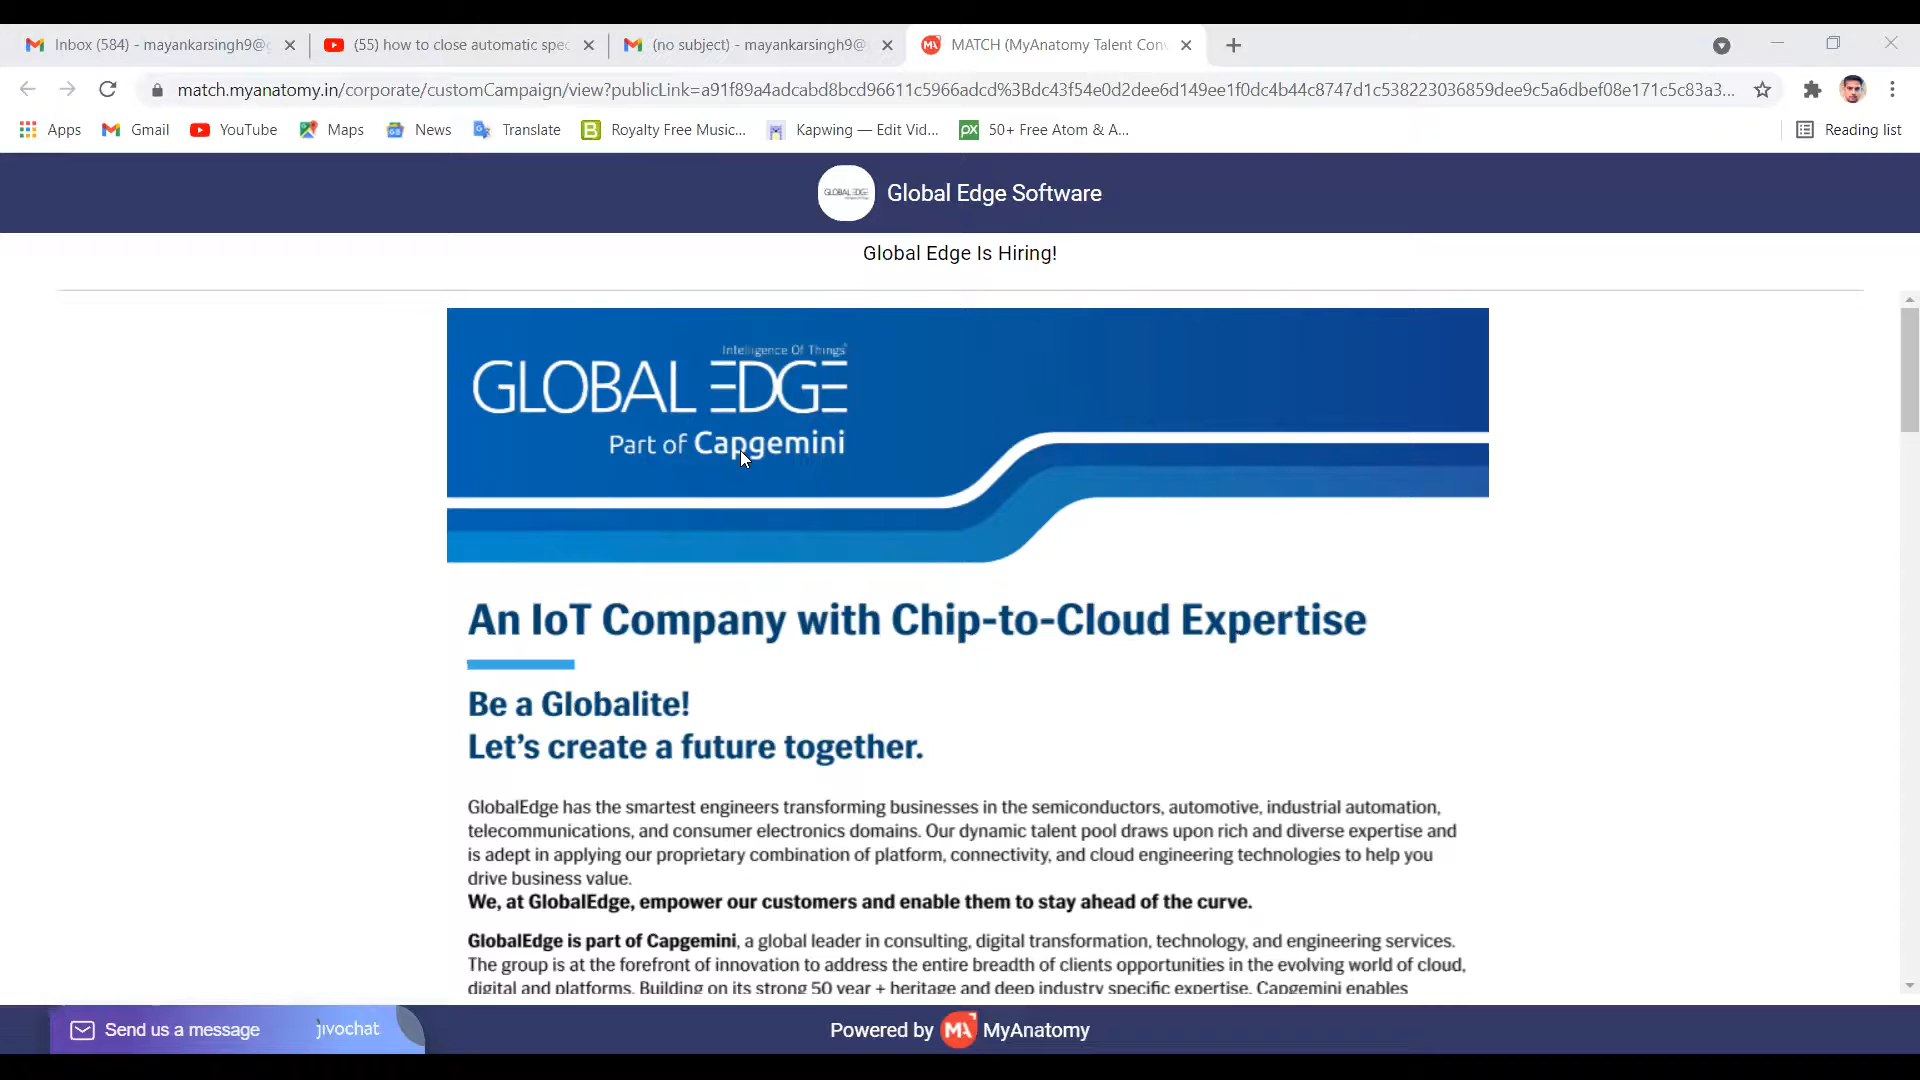 Inbox (584) - mayankarsingh9@g
(55) how to close automatic spec
(no subject) - mayankarsingh9@
MATCH (MyAnatomy Talent Con
match.myanatomy.in/corporate/customCampaign/view?publicLink=a91f89a4adcabd8bcd96611c5966adcd%3Bdc43f54e0d2dee6d149ee1f0dc4b44c8747d1c538223036859dee9c5a6dbef08e171c5c83a3...
Apps
Gmail
YouTube
Maps
News
Translate
Royalty Free Music...
Kapwing — Edit Vid...
50+ Free Atom & A...
Reading list
GLOBAL EDGE
Global Edge Software
Global Edge Is Hiring!
Intelligence Of Things
GLOBAL EDGE
Part of Capgemini
An IoT Company with Chip-to-Cloud Expertise
Be a Globalite!
Let's create a future together.
GlobalEdge has the smartest engineers transforming businesses in the semiconductors, automotive, industrial automation,
telecommunications, and consumer electronics domains. Our dynamic talent pool draws upon rich and diverse expertise and
is adept in applying our proprietary combination of platform, connectivity, and cloud engineering technologies to help you
drive business value.
We, at GlobalEdge, empower our customers and enable them to stay ahead of the curve.
GlobalEdge is part of Capgemini, a global leader in consulting, digital transformation, technology, and engineering services.
The group is at the forefront of innovation to address the entire breadth of clients opportunities in the evolving world of cloud,
digital and platforms. Building on its strong 50 year + heritage and deep industry specific expertise, Capgemini enables
Send us a message
jivochat
Powered by MA MyAnatomy